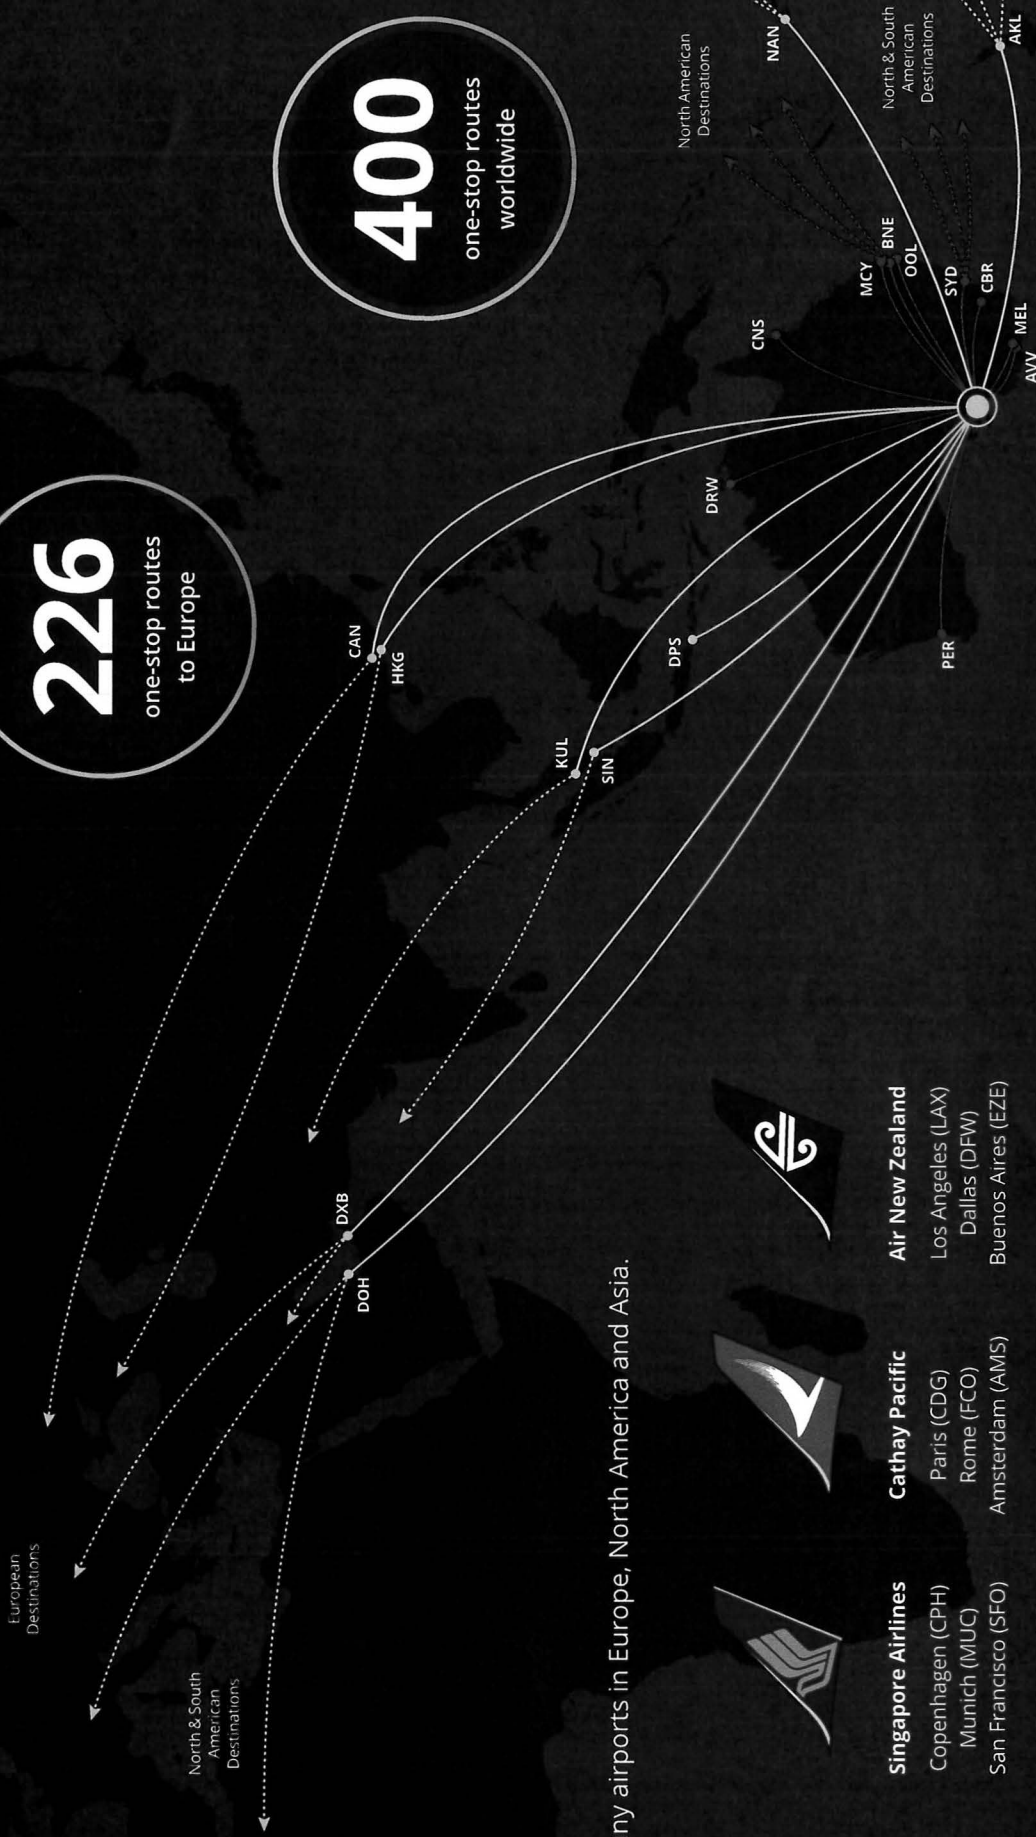 European
Destinations
North & South
American
Destinations
226
one-stop routes
to Europe
400
one-stop routes
worldwide
CAN
HKG
KUL
SIN
DXB
DOH
DPS
DRW
PER
CNS
MCY
BNE
OOL
SYD
CBR
MEL
AVV
NAN
AKL
North American
Destinations
North & South
American
Destinations
ny airports in Europe, North America and Asia.
Singapore Airlines
Copenhagen (CPH)
Munich (MUC)
San Francisco (SFO)
Cathay Pacific
Paris (CDG)
Rome (FCO)
Amsterdam (AMS)
Air New Zealand
Los Angeles (LAX)
Dallas (DFW)
Buenos Aires (EZE)